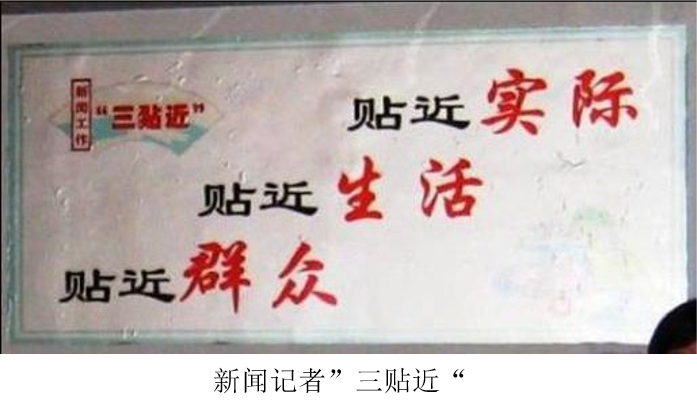 新闻工作
“三贴近”
贴近实际
贴近生活
贴近群众
新闻记者”三贴近“